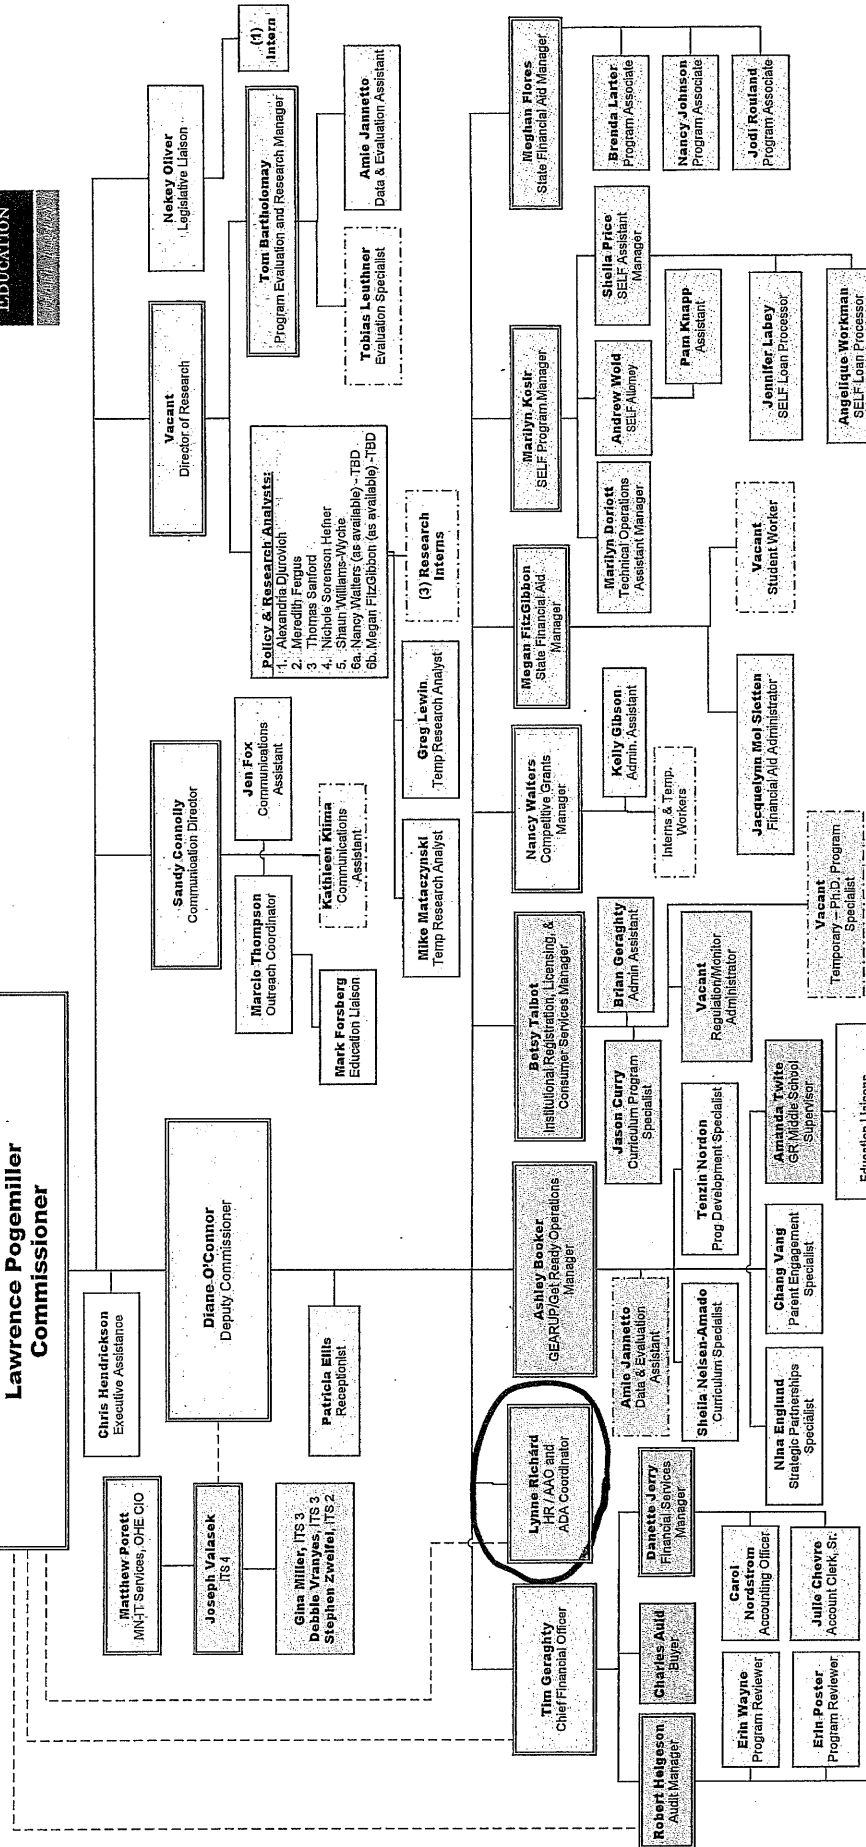 EDUCATION
Lawrence Pogemiller
Commissioner
Chris Hendrickson
Executive Assistance
Diane O'Connor
Deputy Commissioner
Patricia Ellis
Receptionist
Matthew Porett
MN-IT Services, OHE CIO
Joseph Valasek
ITS 4
Gina Miller, ITS 3
Debbie Vranyes, ITS 3
Stephen Zweifel, ITS 2
Sandy Connolly
Communication Director
Marcio Thompson
Outreach Coordinator
Jen Fox
Communications
Assistant
Mark Forsberg
Education Liaison
Kathleen Klima
Communications
Assistant
Vacant
Director of Research
Nekey Oliver
Legislative Liaison
(1)
Intern
Policy & Research Analysts:
1. Alexandria Djurovich
2. Meredith Fergus
3 Thomas Sanford
4. Nichole Sorenson Hefner
5. Shaun Williams-Wyche
6a. Nancy Walters (as available) -TBD
6b. Megan FitzGibbon (as available) -TBD
Tom Bartholomay
Program Evaluation and Research Manager
Tobias Leuthner
Evaluation Specialist
Amie Jannetto
Data & Evaluation Assistant
Mike Mataczynski
Temp Research Analyst
Greg Lewin
Temp Research Analyst
(3) Research
Interns
Tim Geraghty
Chief Financial Officer
Lynne Richard
HR / AAO and
ADA Coordinator
Ashley Booker
GEARUP/Get Ready Operations
Manager
Betsy Talbot
Institutional Registration, Licensing, &
Consumer Services Manager
Nancy Walters
Competitive Grants
Manager
Megan FitzGibbon
State Financial Aid
Manager
Marilyn Kosir
SELF Program Manager
Meghan Flores
State Financial Aid Manager
Robert Helgeson
Audit Manager
Charles Auld
Buyer
Danette Jerry
Financial Services
Manager
Erin Wayne
Program Reviewer
Carol
Nordstrom
Accounting Officer
Erin Poster
Program Reviewer
Julie Chevre
Account Clerk, Sr.
Amie Jannetto
Data & Evaluation
Assistant
Sheila Nelsen-Amado
Curriculum Specialist
Tenzin Nordon
Prog Development Specialist
Nina Englund
Strategic Partnerships
Specialist
Chang Vang
Parent Engagement
Specialist
Amanda Twite
GR Middle School
Supervisor
Education Liaisons
Jason Curry
Curriculum Program
Specialist
Brian Geraghty
Admin Assistant
Vacant
Regulation/Monitor
Administrator
Vacant
Temporary – Ph.D. Program
Specialist
Kelly Gibson
Admin. Assistant
Interns & Temp.
Workers
Jacquelynn Mol Sletten
Financial Aid Administrator
Vacant
Student Worker
Marilyn Doriott
Technical Operations
Assistant Manager
Andrew Wold
SELF Attorney
Sheila Price
SELF Assistant
Manager
Pam Knapp
Assistant
Jennifer Labey
SELF Loan Processor
Angelique Workman
SELF Loan Processor
Brenda Larter
Program Associate
Nancy Johnson
Program Associate
Jodi Rouland
Program Associate